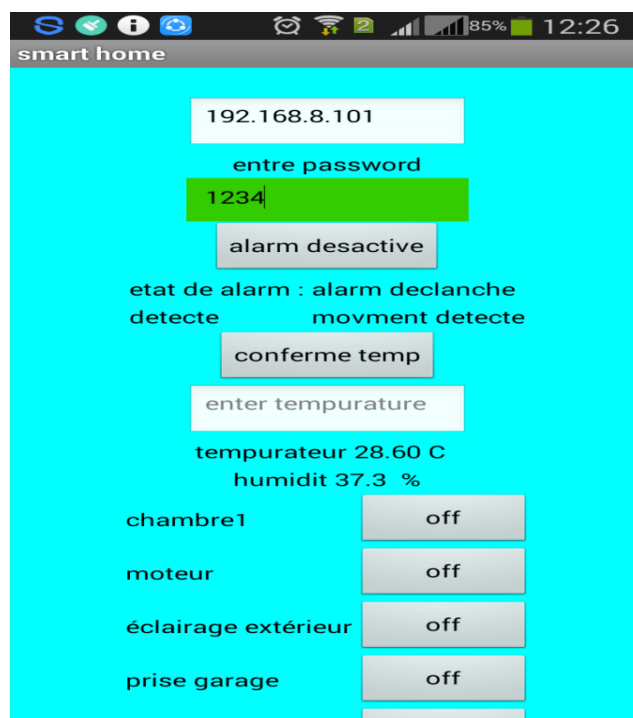 2 85% 12:26
smart home
192.168.8.101
entre password
1234
alarm desactive
etat de alarm : alarm declanche
detecte movment detecte
conferme temp
enter tempurature
tempurateur 28.60 C
humidit 37.3 %
chambre1 off
moteur off
éclairage extérieur off
prise garage off